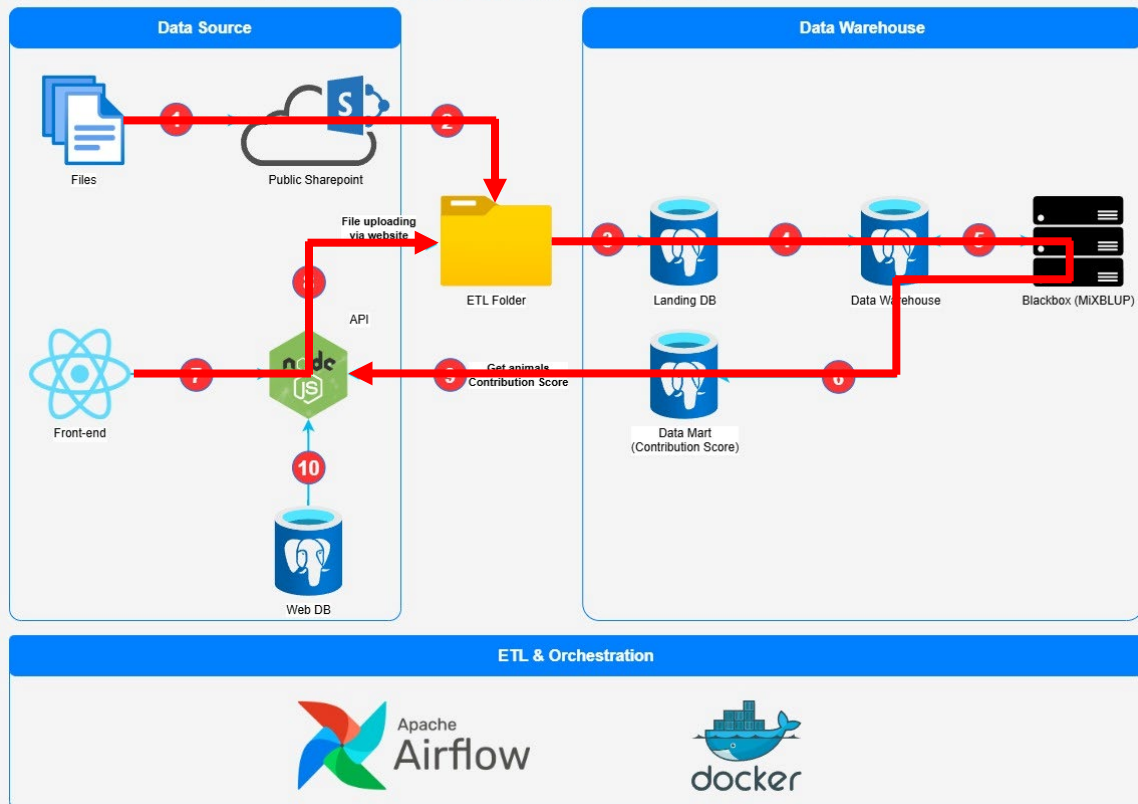 Data Source
Data Warehouse
S
1
2
Files
Public Sharepoint
File uploading
via website
3
4
5
ETL Folder
Landing DB
Data Warehouse
Blackbox (MiXBLUP)
8
API
node
JS
7
9
Get animals
Contribution Score
6
Front-end
Data Mart
(Contribution Score)
10
Web DB
ETL & Orchestration
Apache
Airflow
docker